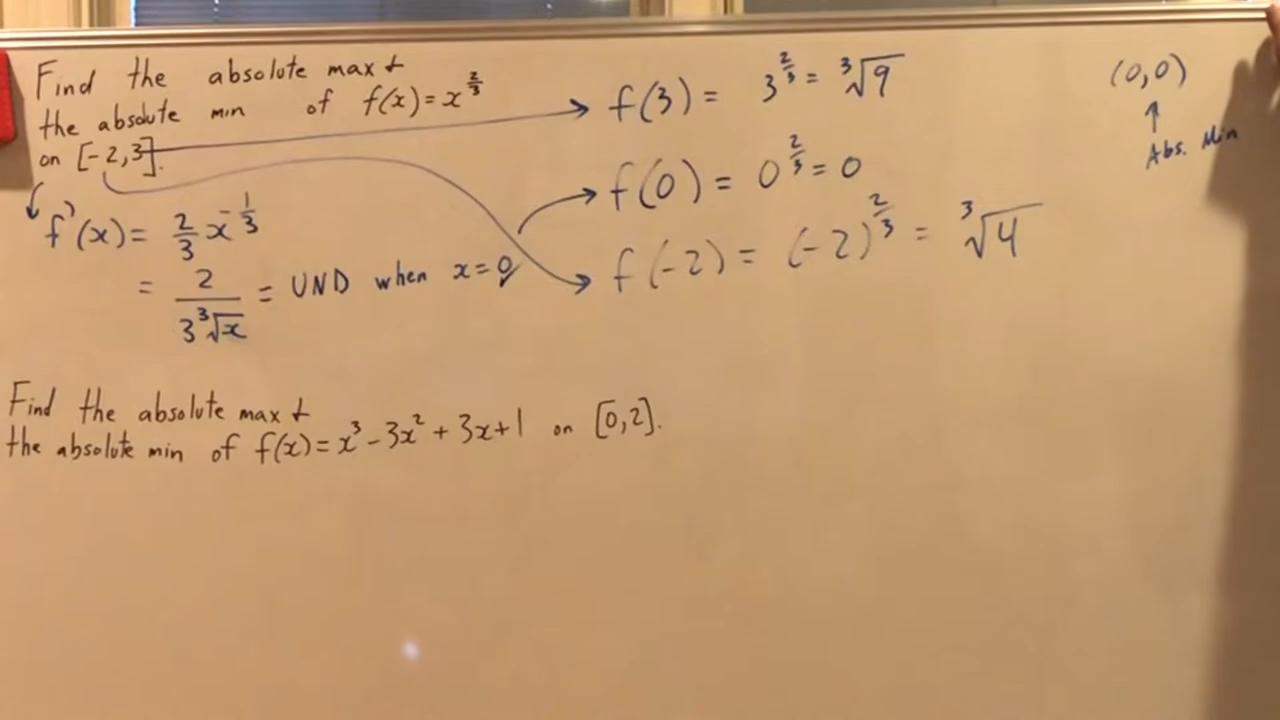 Find the absolute max +
the absolute min of f(x) = x^(2/3)
on [-2,3].
f'(x) = 2/3 x^(-1/3)
= 2/(3∛x) = UND when x=0
f(3) = 3^(2/3) = ∛9
f(0) = 0^(2/3) = 0
f(-2) = (-2)^(2/3) = ∛4
(0,0)
Abs. Min
Find the absolute max +
the absolute min of f(x) = x³ - 3x² + 3x + 1 on [0,2].